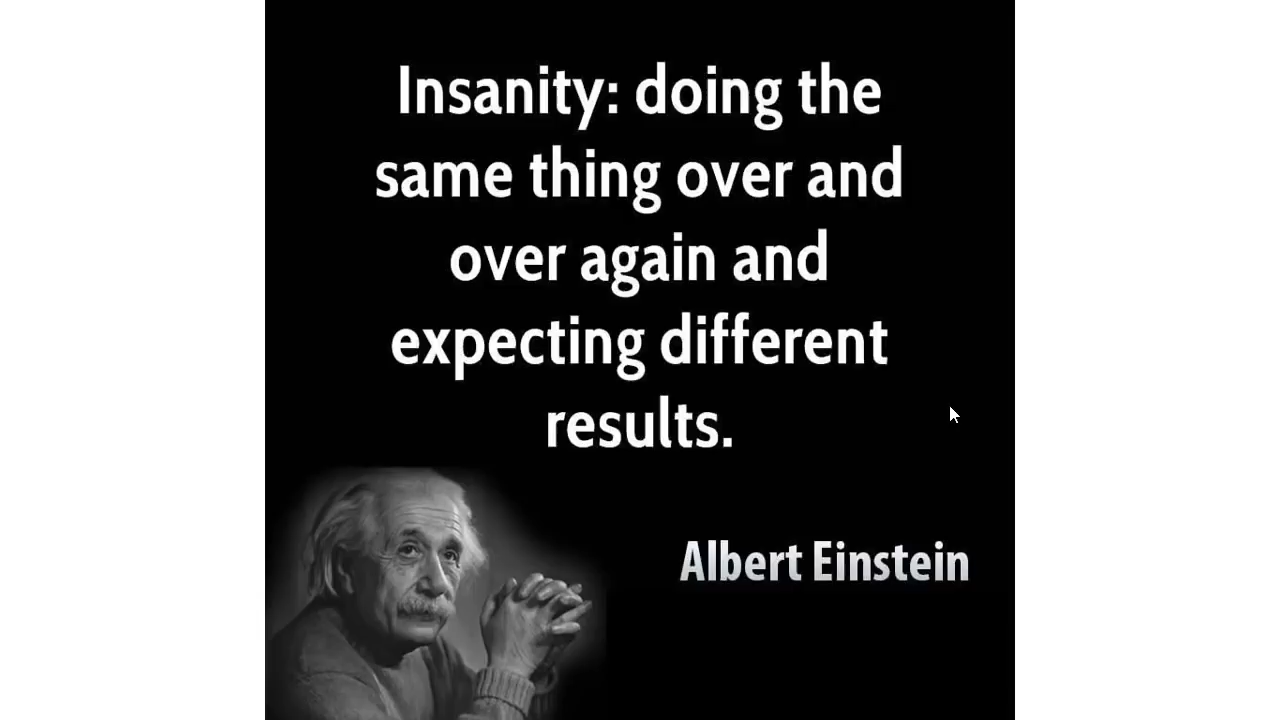 Insanity: doing the
same thing over and
over again and
expecting different
results.
Albert Einstein